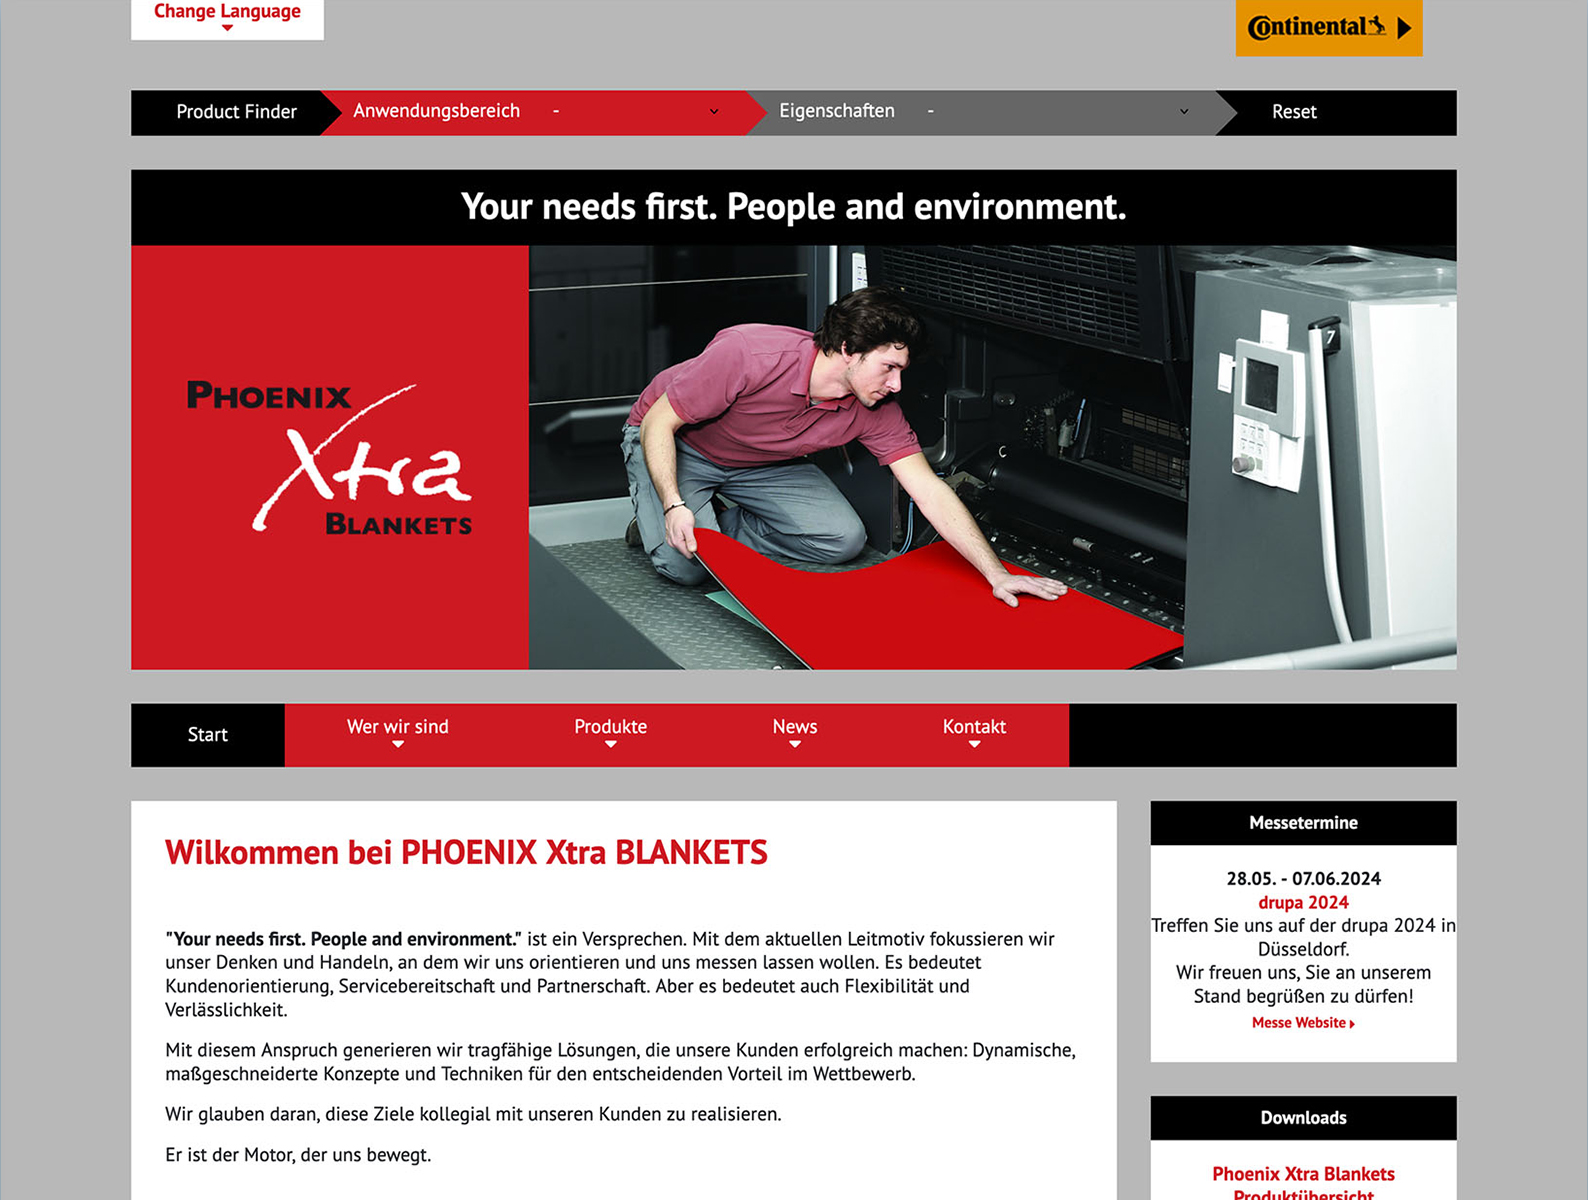 Change Language
Continental
Product Finder
Anwendungsbereich -
Eigenschaften -
Reset
Your needs first. People and environment.
PHOENIX
Xtra
BLANKETS
7
C
Start
Wer wir sind
Produkte
News
Kontakt
Wilkommen bei PHOENIX Xtra BLANKETS
"Your needs first. People and environment." ist ein Versprechen. Mit dem aktuellen Leitmotiv fokussieren wir
unser Denken und Handeln, an dem wir uns orientieren und uns messen lassen wollen. Es bedeutet
Kundenorientierung, Servicebereitschaft und Partnerschaft. Aber es bedeutet auch Flexibilität und
Verlässlichkeit.
Mit diesem Anspruch generieren wir tragfähige Lösungen, die unsere Kunden erfolgreich machen: Dynamische,
maßgeschneiderte Konzepte und Techniken für den entscheidenden Vorteil im Wettbewerb.
Wir glauben daran, diese Ziele kollegial mit unseren Kunden zu realisieren.
Er ist der Motor, der uns bewegt.
Messetermine
28.05. - 07.06.2024
drupa 2024
Treffen Sie uns auf der drupa 2024 in
Düsseldorf.
Wir freuen uns, Sie an unserem
Stand begrüßen zu dürfen!
Messe Website
Downloads
Phoenix Xtra Blankets
Produktübersicht